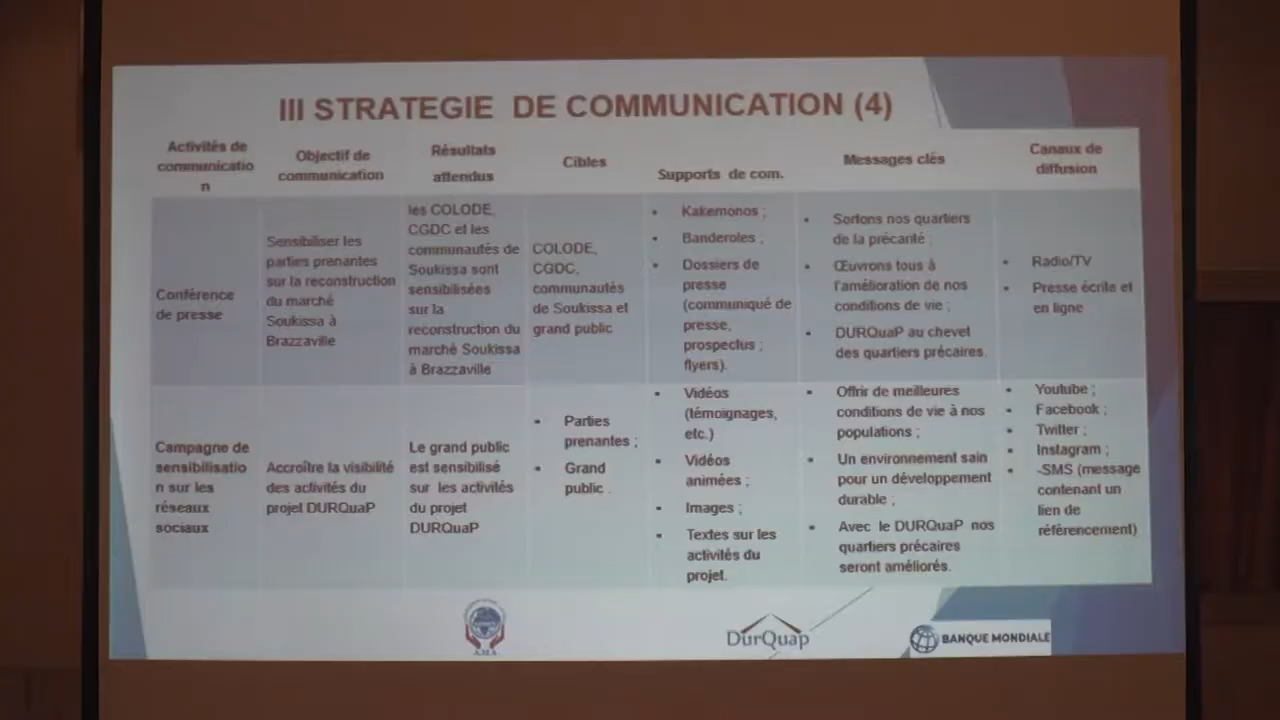 III STRATEGIE DE COMMUNICATION (4)
Activités de
communicatio
n
Objectif de
communication
Résultats
attendus
Cibles
Supports de com.
Messages clés
Canaux de
diffusion
Conférence
de presse
Sensibiliser les
parties prenantes
sur la reconstruction
du marché
Soukissa à
Brazzaville
les COLODE,
CGDC et les
communautés de
Soukissa sont
sensibilisées
sur la
reconstruction du
marché Soukissa
à Brazzaville
COLODE,
CGDC,
communautés
de Soukissa et
grand public
• Kakemonos ;
• Banderoles ,
• Dossiers de
presse
(communiqué de
presse,
prospectus ;
flyers).
• Sortons nos quartiers
de la précarité ;
• Œuvrons tous à
l'amélioration de nos
conditions de vie ;
• DURQuaP au chevet
des quartiers précaires.
• Radio/TV
• Presse écrite et
en ligne
Campagne de
sensibilisatio
n sur les
réseaux
sociaux
Accroître la visibilité
des activités du
projet DURQuaP
Le grand public
est sensibilisé
sur les activités
du projet
DURQuaP
• Parties
prenantes ;
• Grand
public .
• Vidéos
(témoignages,
etc.)
• Vidéos
animées ;
• Images ;
• Textes sur les
activités du
projet.
• Offrir de meilleures
conditions de vie à nos
populations ;
• Un environnement sain
pour un développement
durable ;
• Avec le DURQuaP nos
quartiers précaires
seront améliorés.
• Youtube ;
• Facebook ;
• Twitter ;
• Instagram ;
• -SMS (message
contenant un
lien de
référencement)
A.M.A
DurQuap
BANQUE MONDIALE